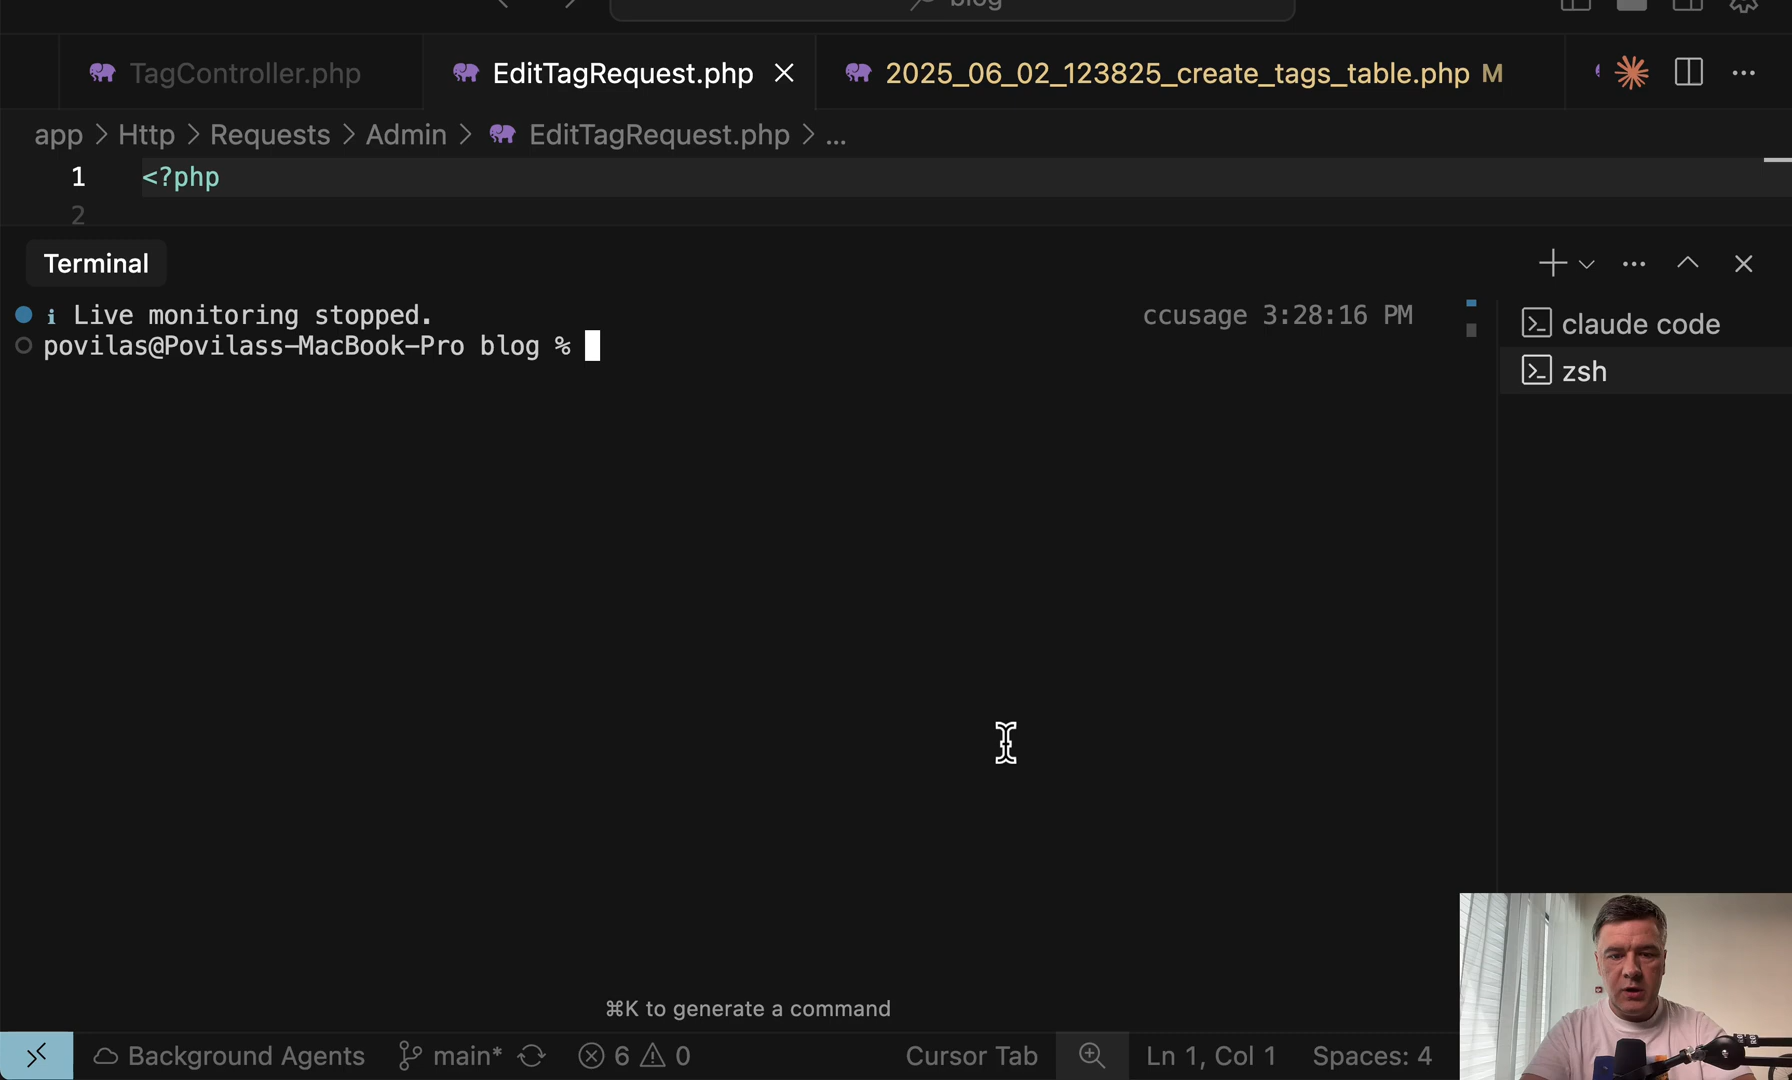 blog
TagController.php
EditTagRequest.php
2025_06_02_123825_create_tags_table.php M
app > Http > Requests > Admin > EditTagRequest.php > ...
1 <?php
2
Terminal
i Live monitoring stopped.
ccusage 3:28:16 PM
povilas@Povilass-MacBook-Pro blog %
claude code
zsh
⌘K to generate a command
Background Agents
main*
6
0
Cursor Tab
Ln 1, Col 1
Spaces: 4